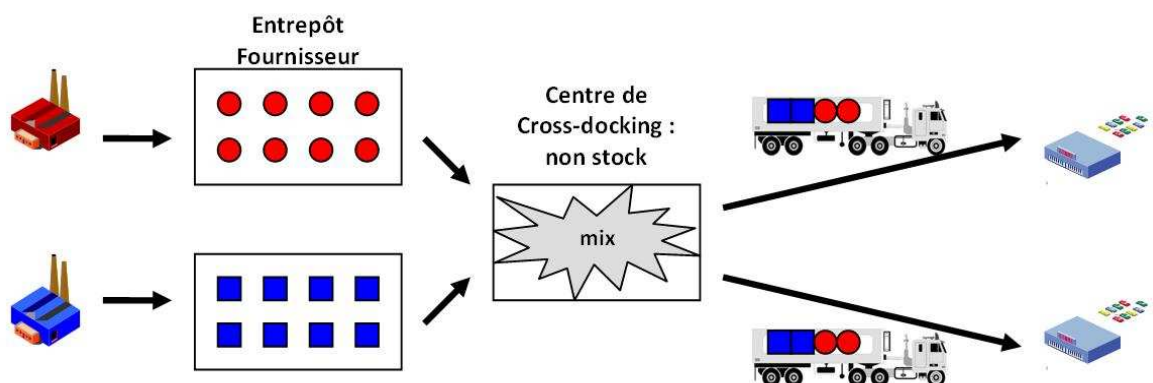 Entrepôt
Fournisseur
Centre de
Cross-docking :
non stock
mix